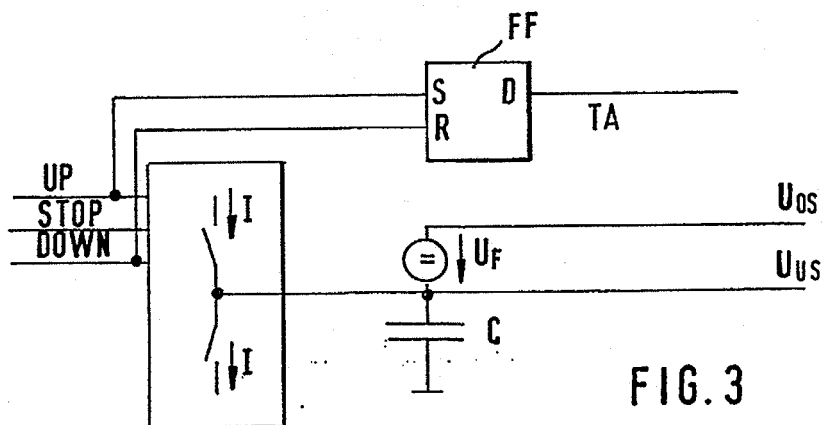 FF
S D
TA
R
UP
STOP
DOWN
I
UOS
= UF
UUS
I
C
FIG. 3